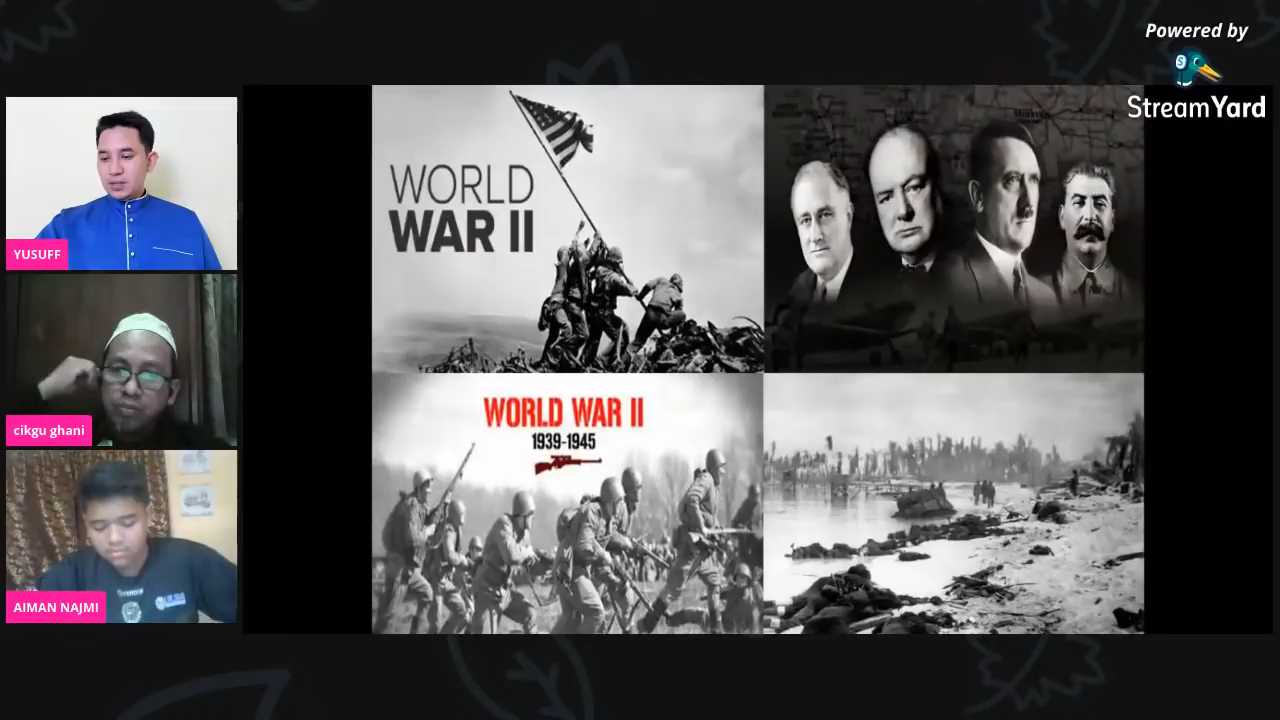 Powered by
StreamYard
YUSUFF
cikgu ghani
AIMAN NAJMI
WORLD
WAR II
WORLD WAR II
1939-1945